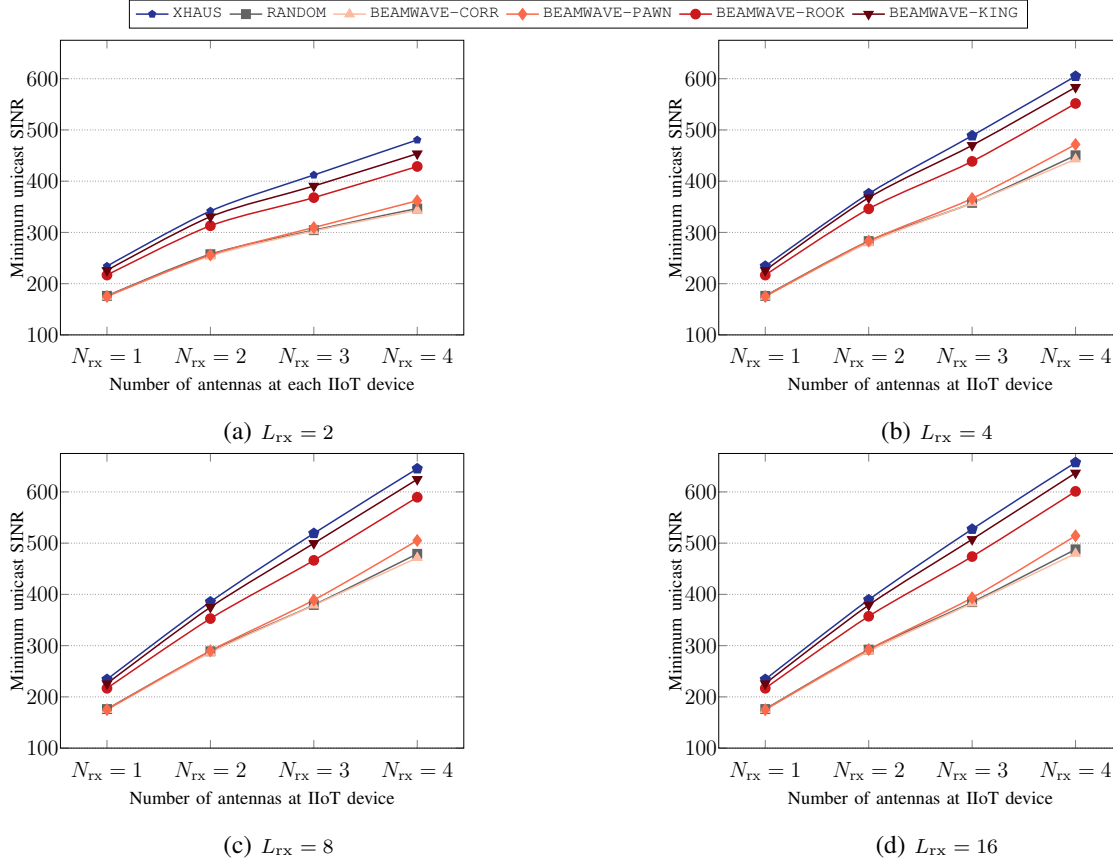 XHAUS RANDOM BEAMWAVE-CORR BEAMWAVE-PAWN BEAMWAVE-ROOK BEAMWAVE-KING
Minimum unicast SINR
600
500
400
300
200
100
N_rx = 1 N_rx = 2 N_rx = 3 N_rx = 4
Number of antennas at each IIoT device
(a) L_rx = 2
Minimum unicast SINR
600
500
400
300
200
100
N_rx = 1 N_rx = 2 N_rx = 3 N_rx = 4
Number of antennas at IIoT device
(b) L_rx = 4
Minimum unicast SINR
600
500
400
300
200
100
N_rx = 1 N_rx = 2 N_rx = 3 N_rx = 4
Number of antennas at IIoT device
(c) L_rx = 8
Minimum unicast SINR
600
500
400
300
200
100
N_rx = 1 N_rx = 2 N_rx = 3 N_rx = 4
Number of antennas at IIoT device
(d) L_rx = 16